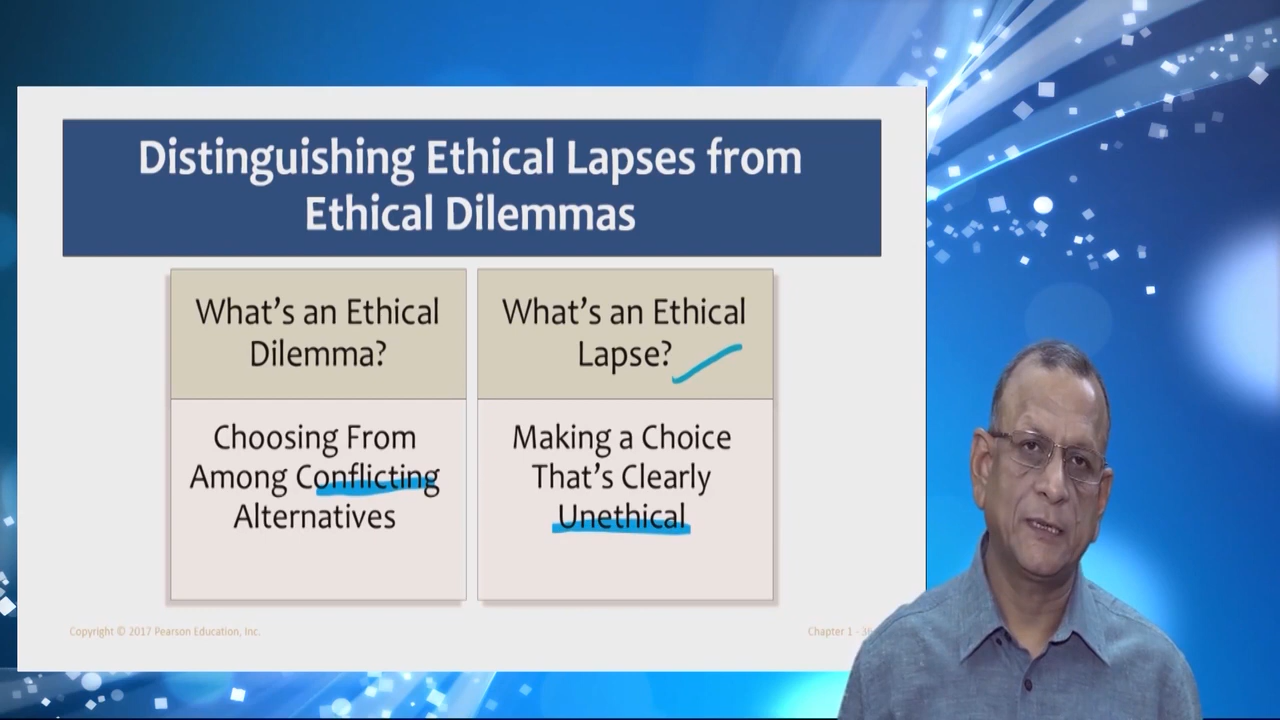 Distinguishing Ethical Lapses from
Ethical Dilemmas
What's an Ethical
Dilemma?
What's an Ethical
Lapse?
Choosing From
Among Conflicting
Alternatives
Making a Choice
That's Clearly
Unethical
Copyright © 2017 Pearson Education, Inc.
Chapter 1 -